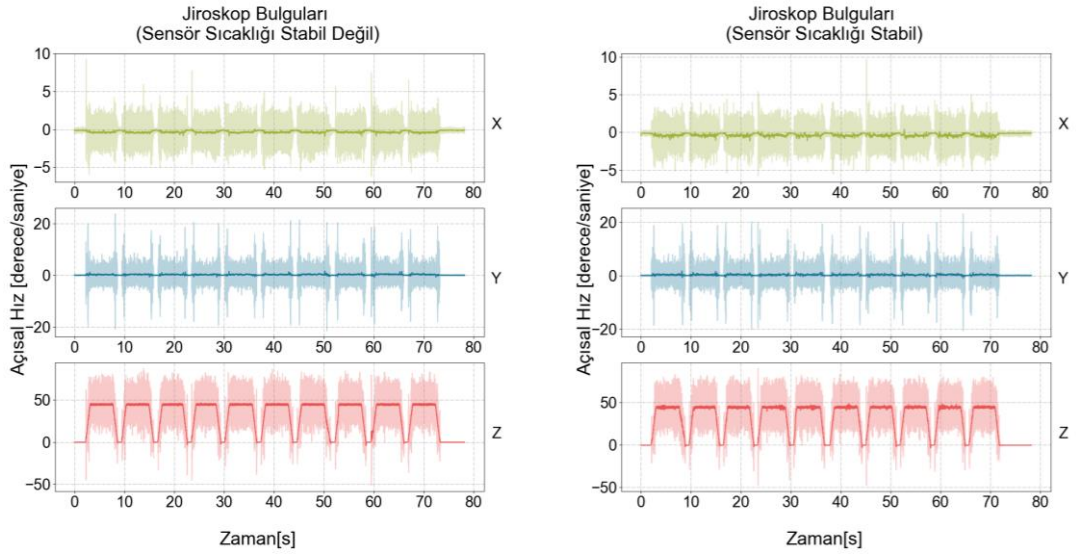 Jiroskop Bulguları
(Sensör Sıcaklığı Stabil Değil)
10
5
0
−5
X
0 10 20 30 40 50 60 70 80
20
0
−20
Y
0 10 20 30 40 50 60 70 80
50
0
−50
Z
0 10 20 30 40 50 60 70 80
Açısal Hız [derece/saniye]
Zaman[s]
Jiroskop Bulguları
(Sensör Sıcaklığı Stabil)
10
5
0
−5
X
0 10 20 30 40 50 60 70 80
20
0
−20
Y
0 10 20 30 40 50 60 70 80
50
0
−50
Z
0 10 20 30 40 50 60 70 80
Açısal Hız [derece/saniye]
Zaman[s]